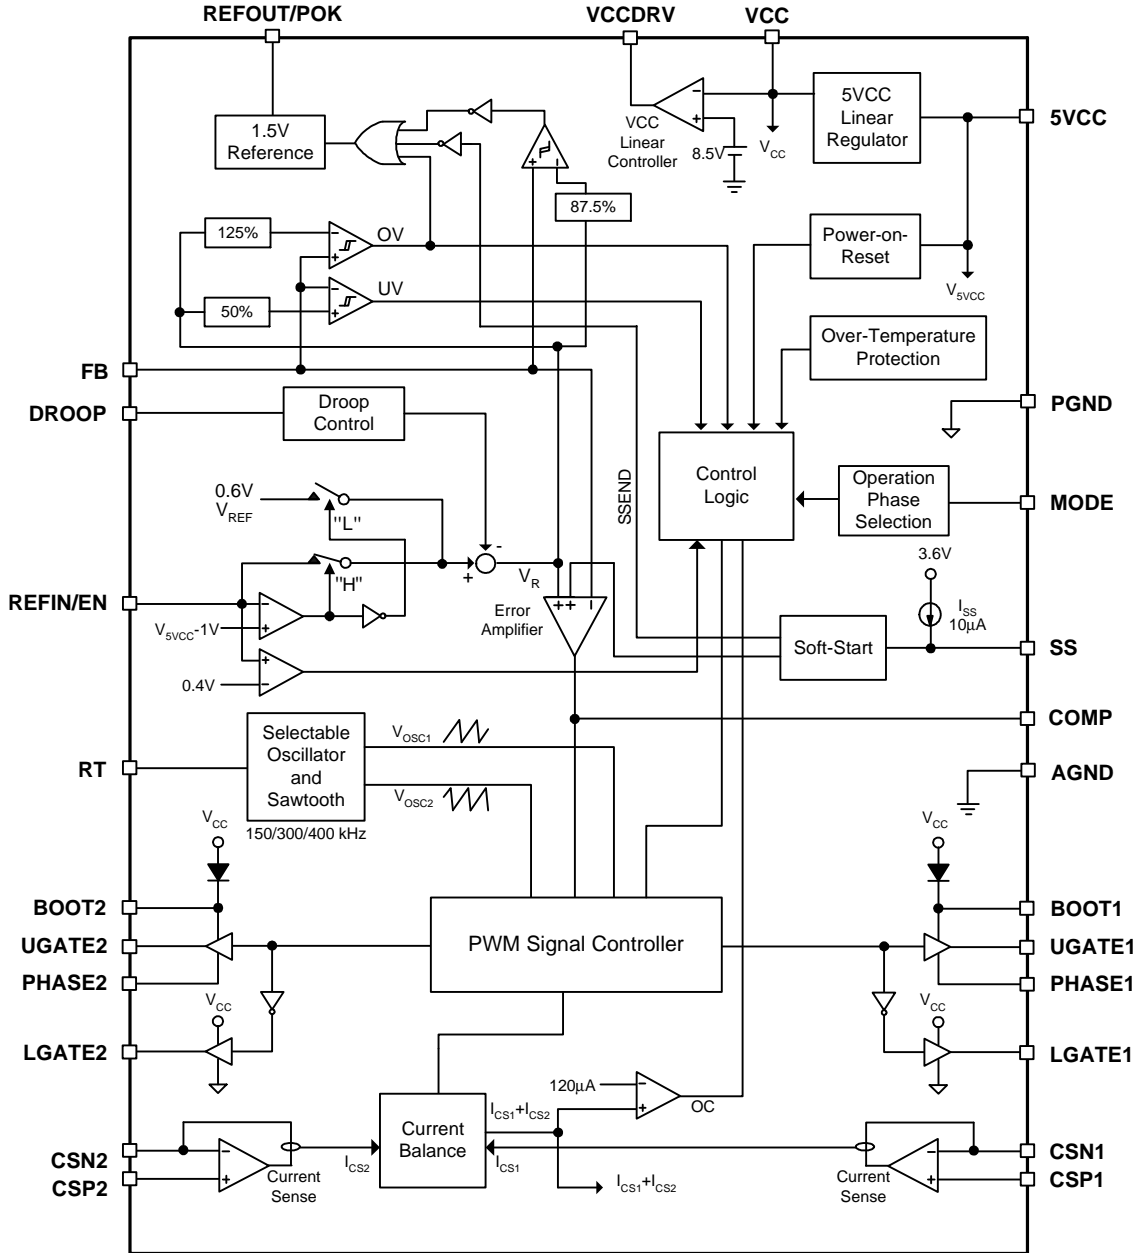 REFOUT/POK
VCCDRV
VCC
1.5V
Reference
VCC
Linear
Controller
8.5V
V_CC
5VCC
Linear
Regulator
5VCC
87.5%
125%
OV
+
−
50%
UV
Power-on-
Reset
V_5VCC
Over-Temperature
Protection
FB
DROOP
Droop
Control
PGND
0.6V
V_REF
"L"
"H"
SSEND
Control
Logic
Operation
Phase
Selection
MODE
3.6V
I_SS
10µA
REFIN/EN
V_5VCC-1V
0.4V
+
-
V_R
Error
Amplifier
Soft-Start
SS
COMP
RT
Selectable
Oscillator
and
Sawtooth
150/300/400 kHz
V_OSC1
V_OSC2
AGND
V_CC
V_CC
BOOT2
UGATE2
PHASE2
PWM Signal Controller
BOOT1
UGATE1
PHASE1
V_CC
V_CC
LGATE2
LGATE1
120µA
OC
I_CS1+I_CS2
Current
Balance
I_CS2
I_CS1
I_CS1+I_CS2
CSN2
CSP2
Current
Sense
Current
Sense
CSN1
CSP1